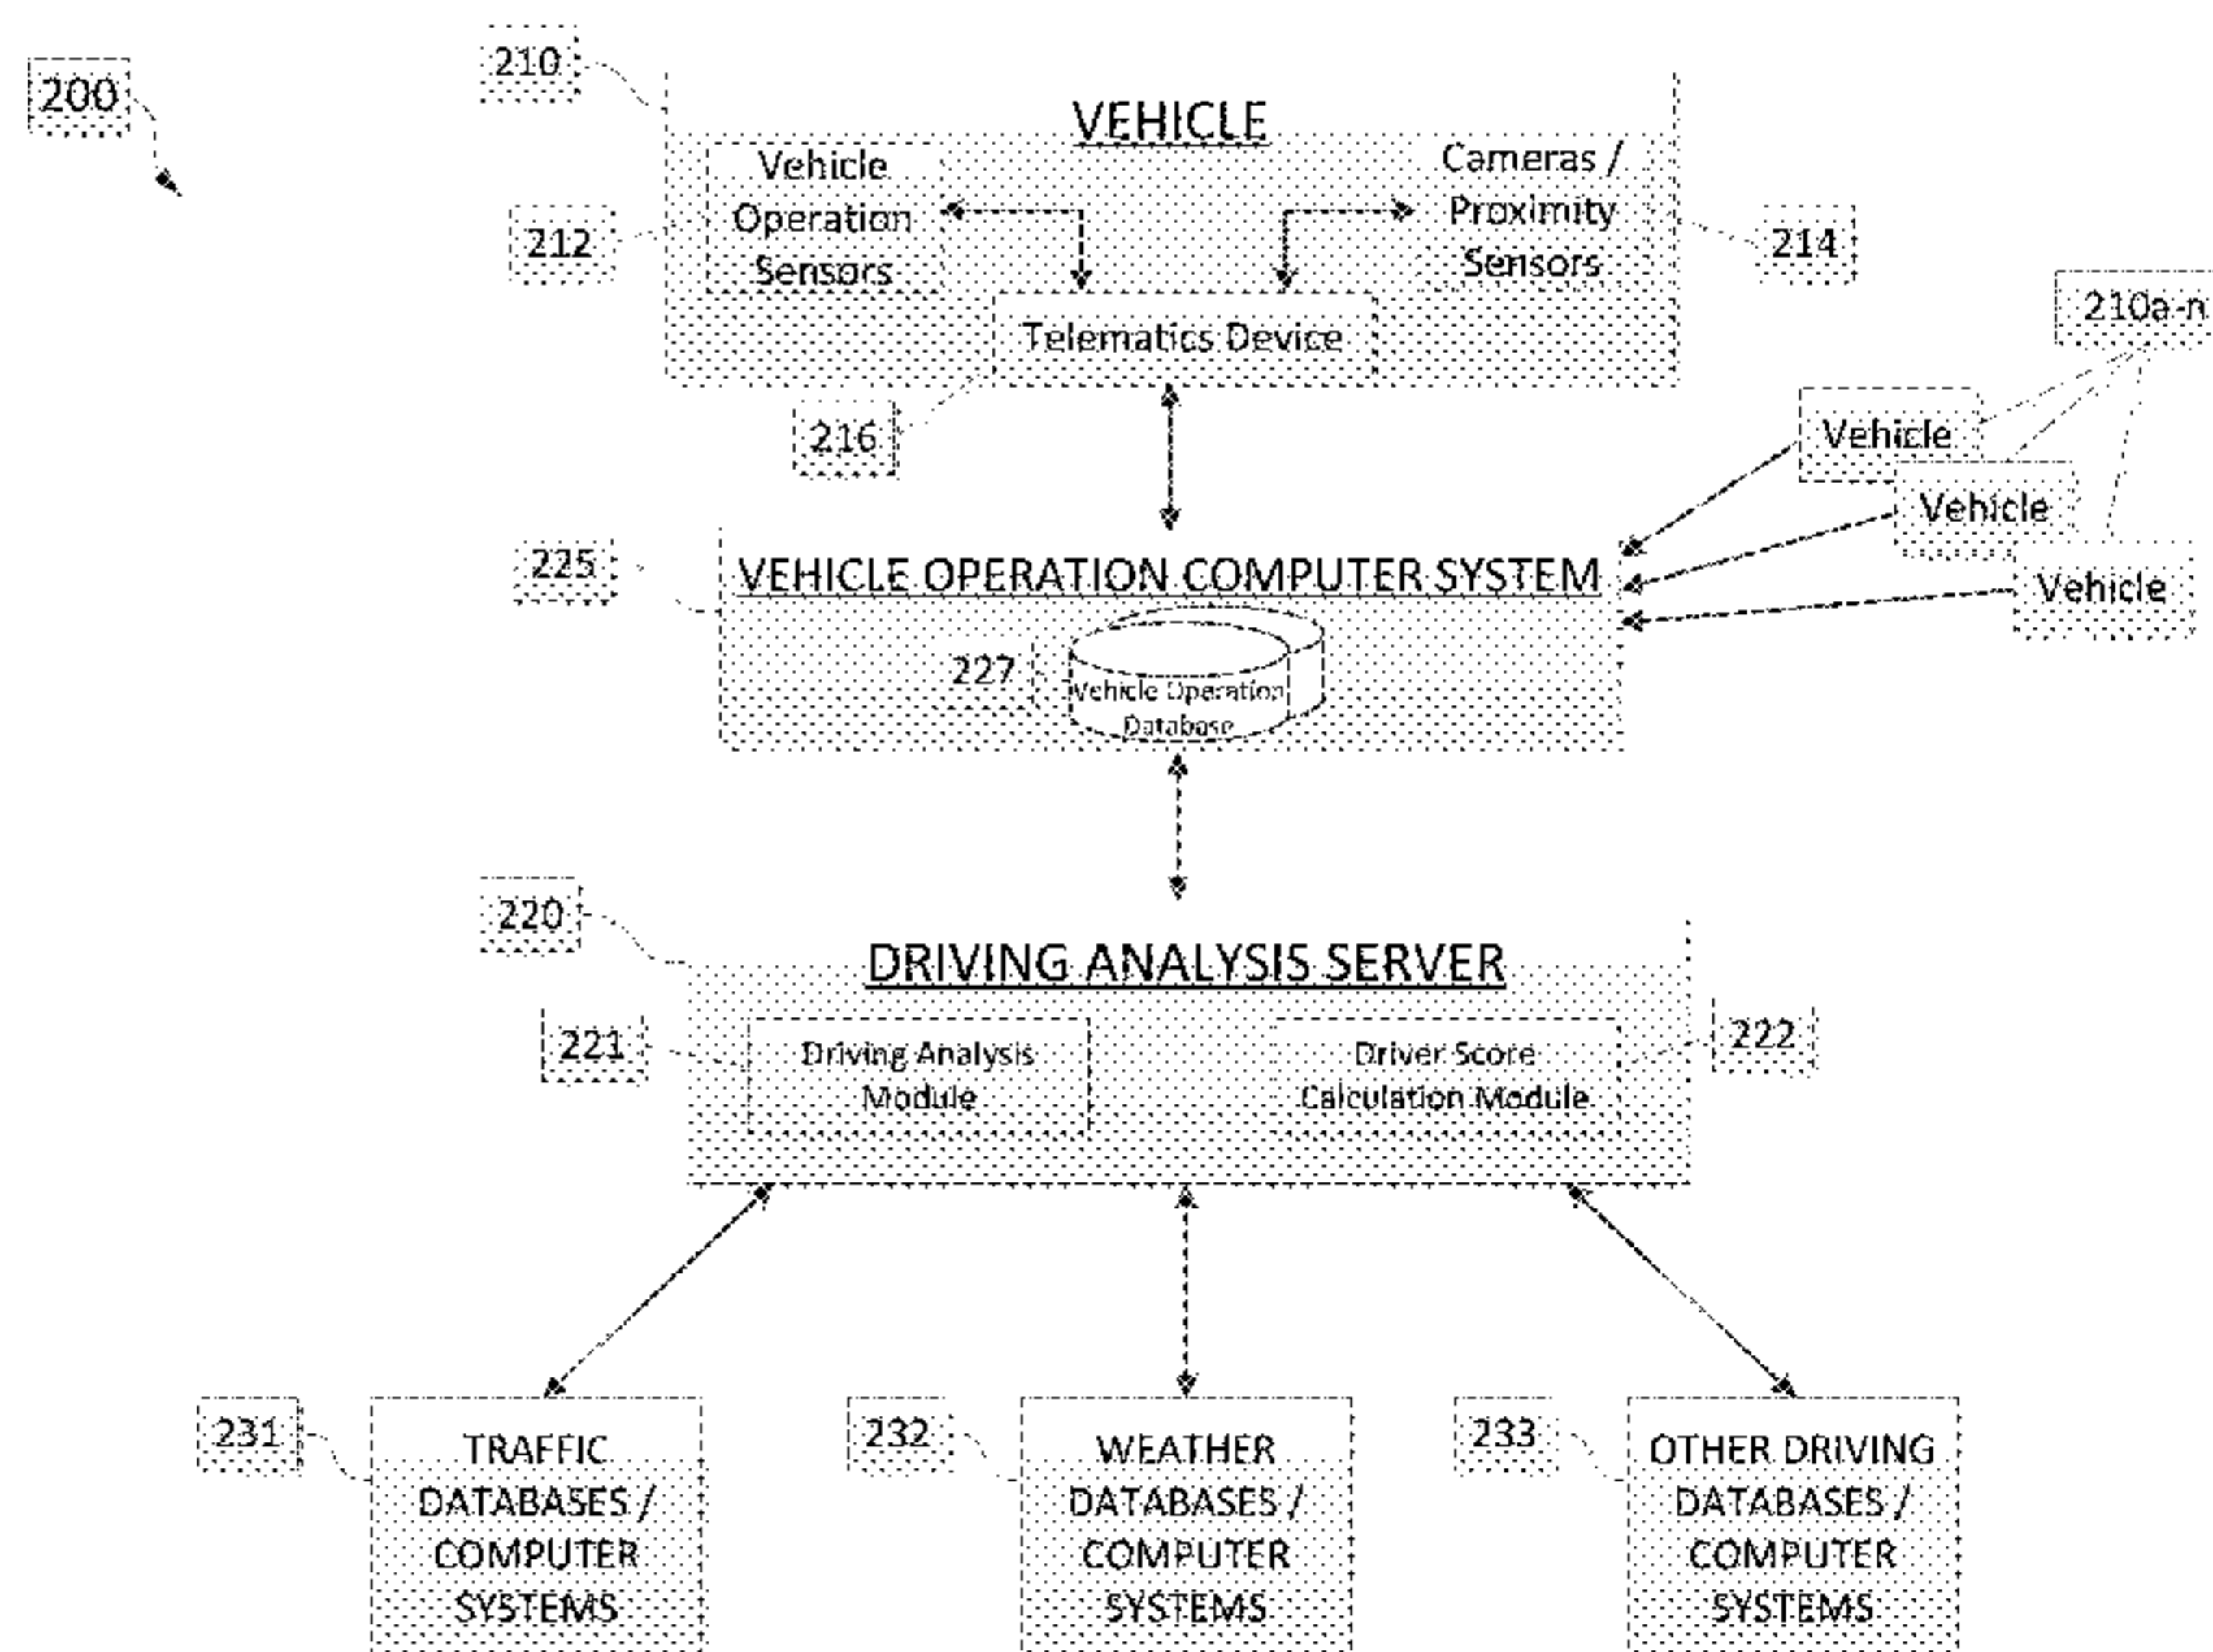 200
210
VEHICLE
Vehicle
Operation
Sensors
Cameras /
Proximity
Sensors
212
214
Telematics Device
216
210a-n
Vehicle
Vehicle
Vehicle
225
VEHICLE OPERATION COMPUTER SYSTEM
227
Vehicle Operation
Database
220
DRIVING ANALYSIS SERVER
221
Driving Analysis
Module
Driver Score
Calculation Module
222
231
TRAFFIC
DATABASES /
COMPUTER
SYSTEMS
232
WEATHER
DATABASES /
COMPUTER
SYSTEMS
233
OTHER DRIVING
DATABASES /
COMPUTER
SYSTEMS